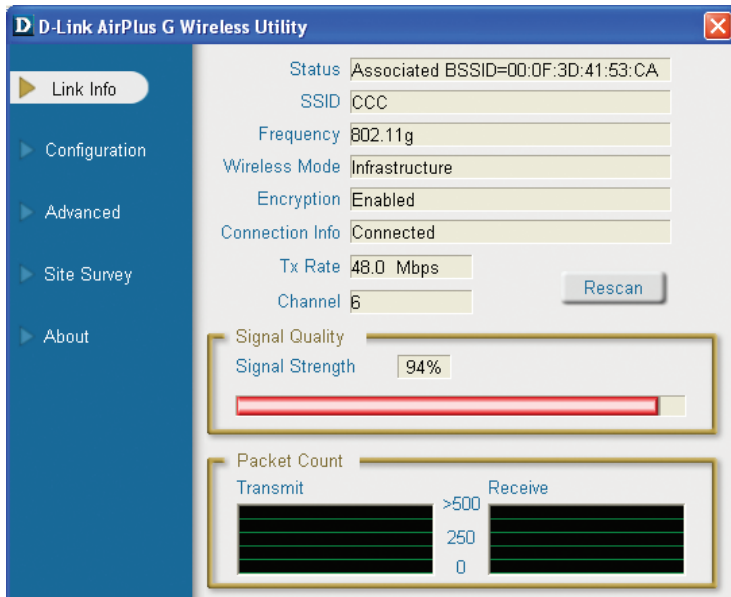 D D-Link AirPlus G Wireless Utility
Link Info
Configuration
Advanced
Site Survey
About
Status Associated BSSID=00:0F:3D:41:53:CA
SSID CCC
Frequency 802.11g
Wireless Mode Infrastructure
Encryption Enabled
Connection Info Connected
Tx Rate 48.0 Mbps
Channel 6
Rescan
Signal Quality
Signal Strength 94%
Packet Count
Transmit
>500
250
0
Receive